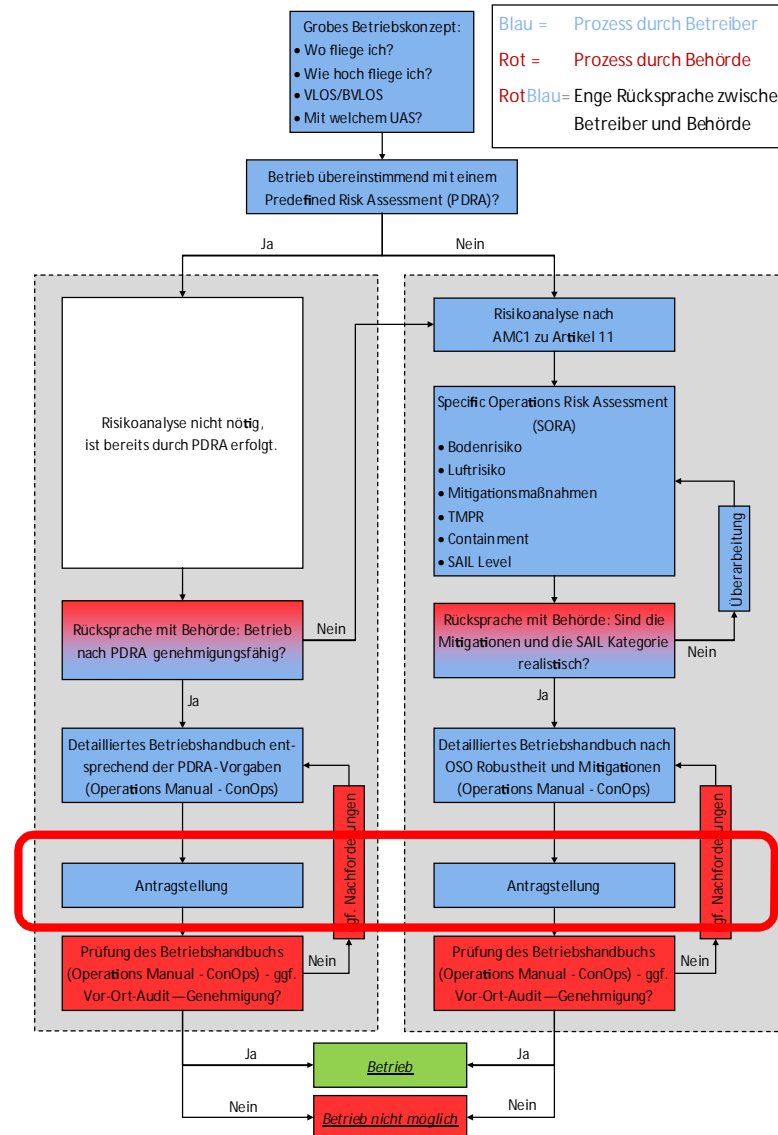 Grobes Betriebskonzept:
• Wo fliege ich?
• Wie hoch fliege ich?
• VLOS/BVLOS
• Mit welchem UAS?
Blau = Prozess durch Betreiber
Rot = Prozess durch Behörde
RotBlau= Enge Rücksprache zwische
Betreiber und Behörde
Betrieb übereinstimmend mit einem
Predefined Risk Assessment (PDRA)?
Ja
Nein
Risikoanalyse nicht nötig,
ist bereits durch PDRA erfolgt.
Risikoanalyse nach
AMC1 zu Artikel 11
Specific Operations Risk Assessment
(SORA)
• Bodenrisiko
• Luftrisiko
• Mitigationsmaßnahmen
• TMPR
• Containment
• SAIL Level
Überarbeitung
Rücksprache mit Behörde: Betrieb
nach PDRA genehmigungsfähig?
Nein
Rücksprache mit Behörde: Sind die
Mitigationen und die SAIL Kategorie
realistisch?
Nein
Ja
Ja
Detailliertes Betriebshandbuch ent-
sprechend der PDRA-Vorgaben
(Operations Manual - ConOps)
Detailliertes Betriebshandbuch nach
OSO Robustheit und Mitigationen
(Operations Manual - ConOps)
ggf. Nachforderungen
ggf. Nachforderungen
Antragstellung
Antragstellung
Prüfung des Betriebshandbuchs
(Operations Manual - ConOps) - ggf.
Vor-Ort-Audit—Genehmigung?
Nein
Prüfung des Betriebshandbuchs
(Operations Manual - ConOps) - ggf.
Vor-Ort-Audit—Genehmigung?
Nein
Ja
Betrieb
Ja
Nein
Betrieb nicht möglich
Nein